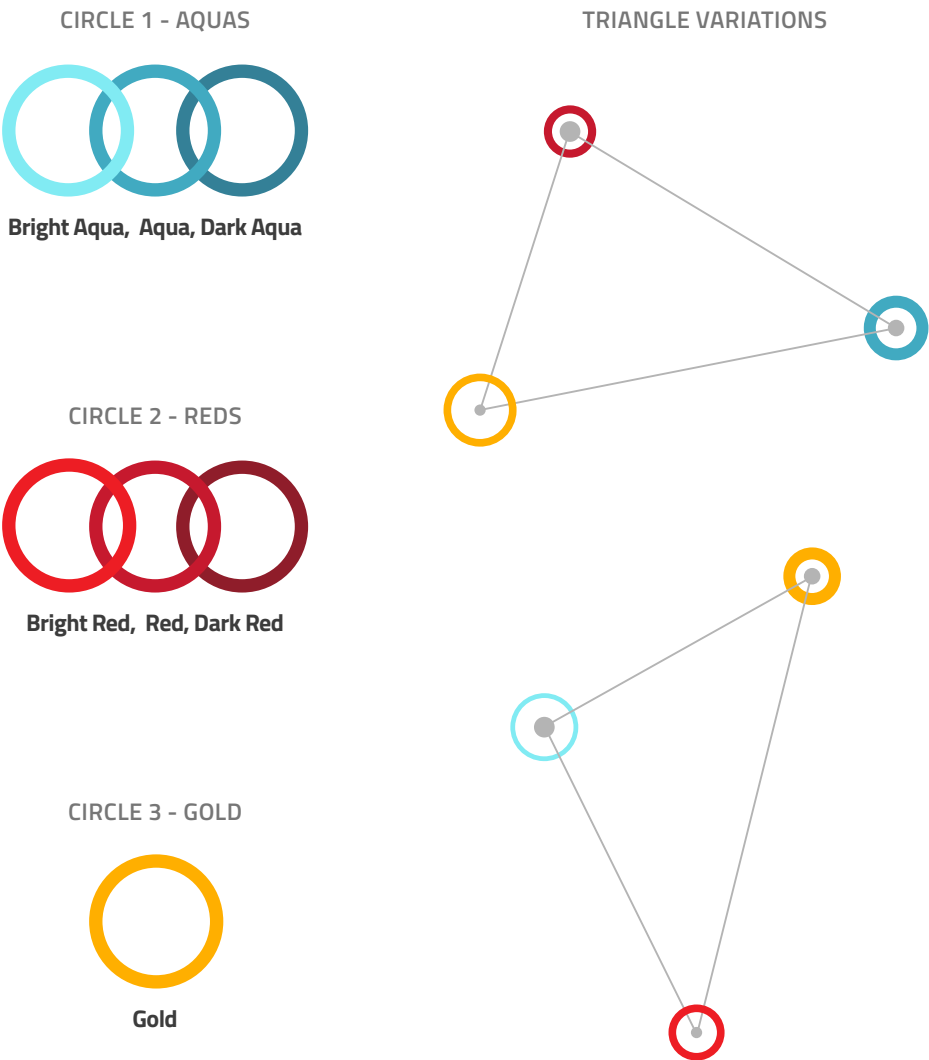 CIRCLE 1 - AQUAS
TRIANGLE VARIATIONS
Bright Aqua, Aqua, Dark Aqua
CIRCLE 2 - REDS
Bright Red, Red, Dark Red
CIRCLE 3 - GOLD
Gold